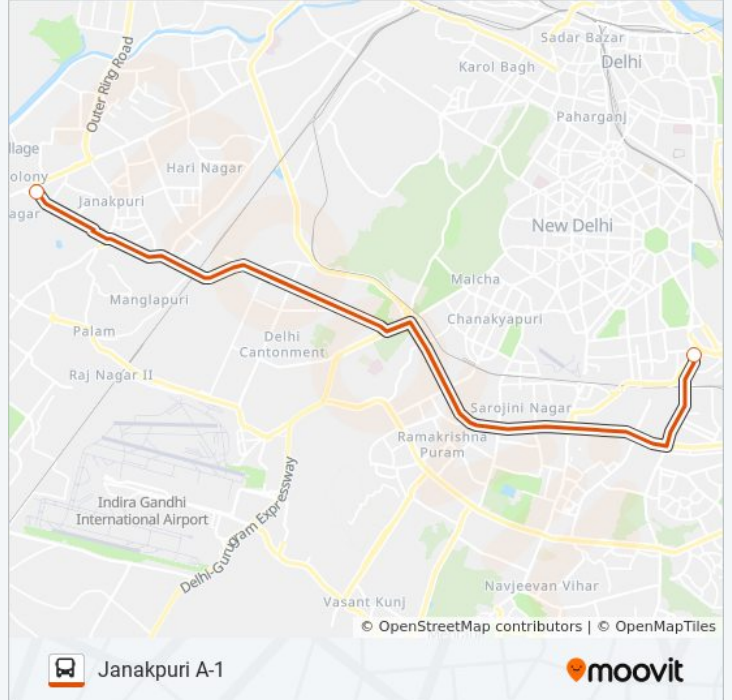 Sadar Bazar
Delhi
Karol Bagh
Outer Ring Road
Paharganj
llage
Hari Nagar
olony
Janakpuri
agar
New Delhi
Malcha
Manglapuri
Chanakyapuri
Palam
Delhi
Cantonment
Raj Nagar II
Sarojini Nagar
Ramakrishna
Puram
Indira Gandhi
International Airport
Delhi-Gurugram Expressway
Navjeevan Vihar
Vasant Kunj
© OpenStreetMap contributors | © OpenMapTiles
Janakpuri A-1
moovit